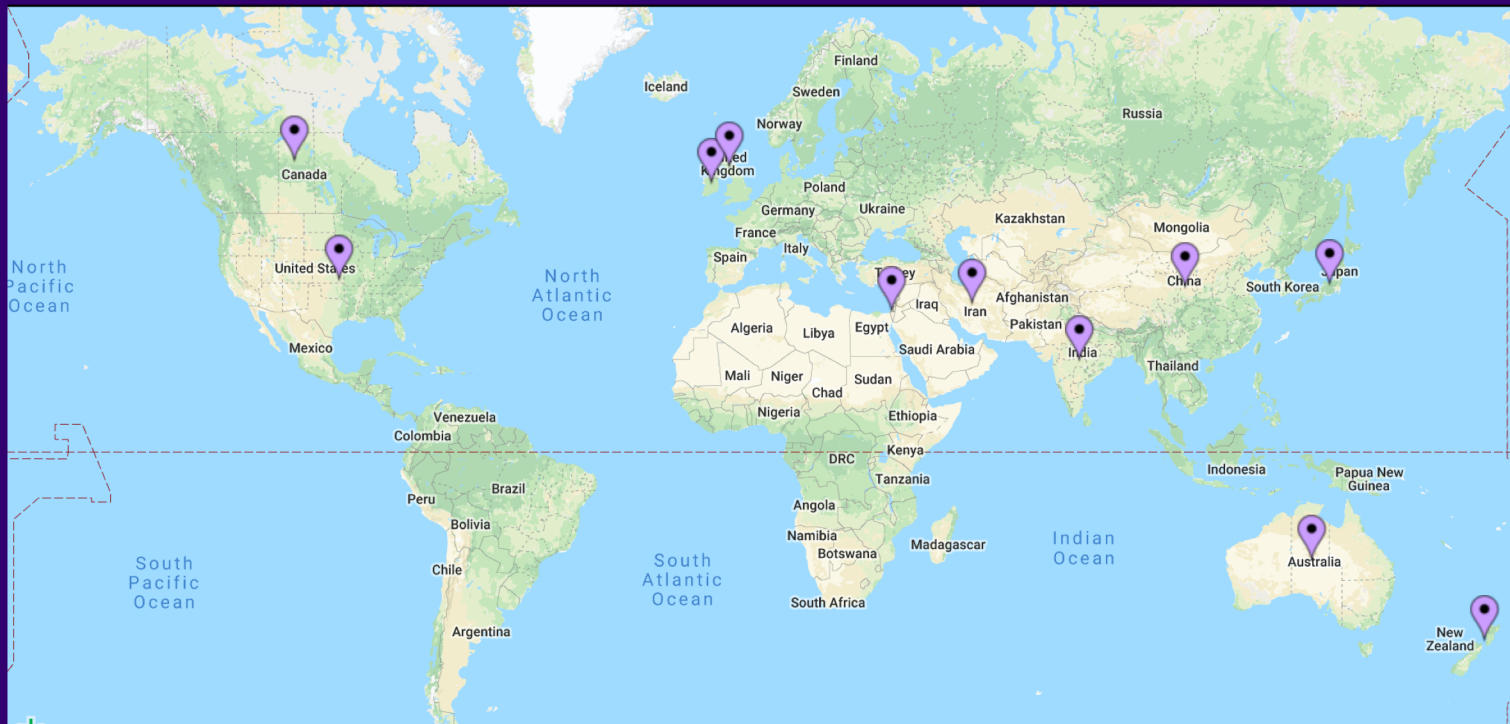 Finland
Iceland
Sweden
Russia
Norway
Canada
Kingdom
Poland
Germany
Ukraine
Kazakhstan
Mongolia
France
Italy
Spain
United States
North
Pacific
Ocean
North
Atlantic
Ocean
China
South Korea
Iraq
Iran
Afghanistan
Pakistan
Algeria
Libya
Egypt
Saudi Arabia
India
Thailand
Mexico
Mali
Niger
Chad
Sudan
Nigeria
Ethiopia
Venezuela
Colombia
DRC
Kenya
Tanzania
Indonesia
Papua New
Guinea
Peru
Brazil
Bolivia
Angola
Namibia
Botswana
Madagascar
Indian
Ocean
South
Pacific
Ocean
South
Atlantic
Ocean
Chile
South Africa
Australia
Argentina
New
Zealand